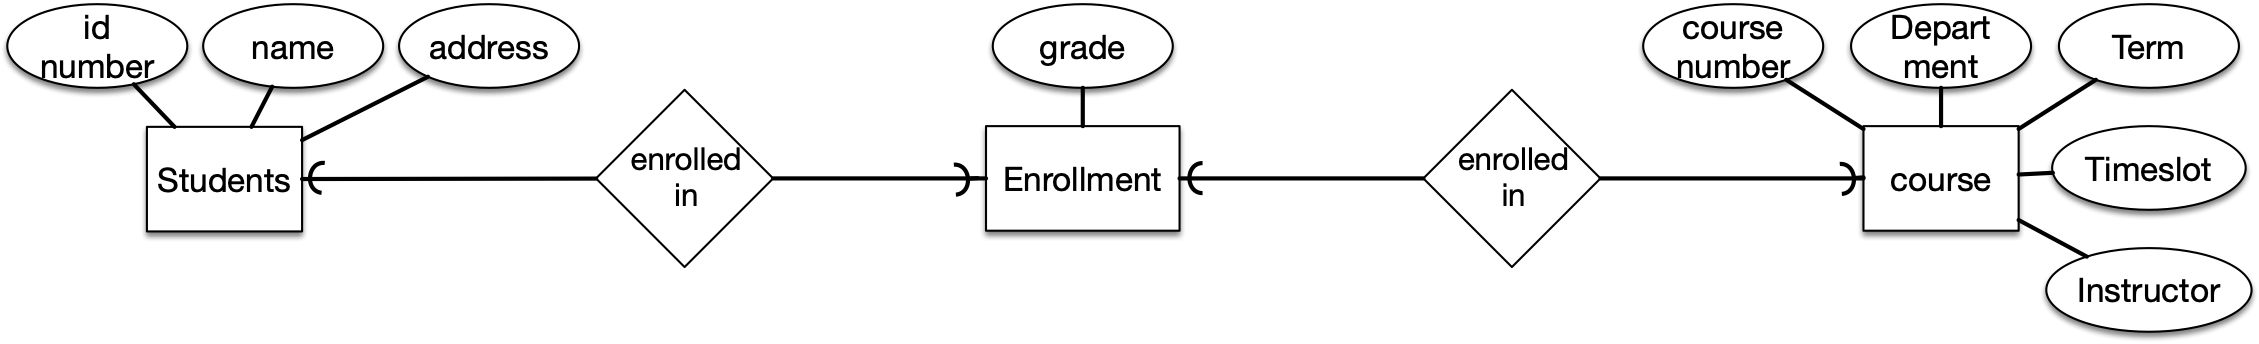 id
number
name
address
grade
course
number
Depart
ment
Term
Students
enrolled
in
Enrollment
enrolled
in
course
Timeslot
Instructor